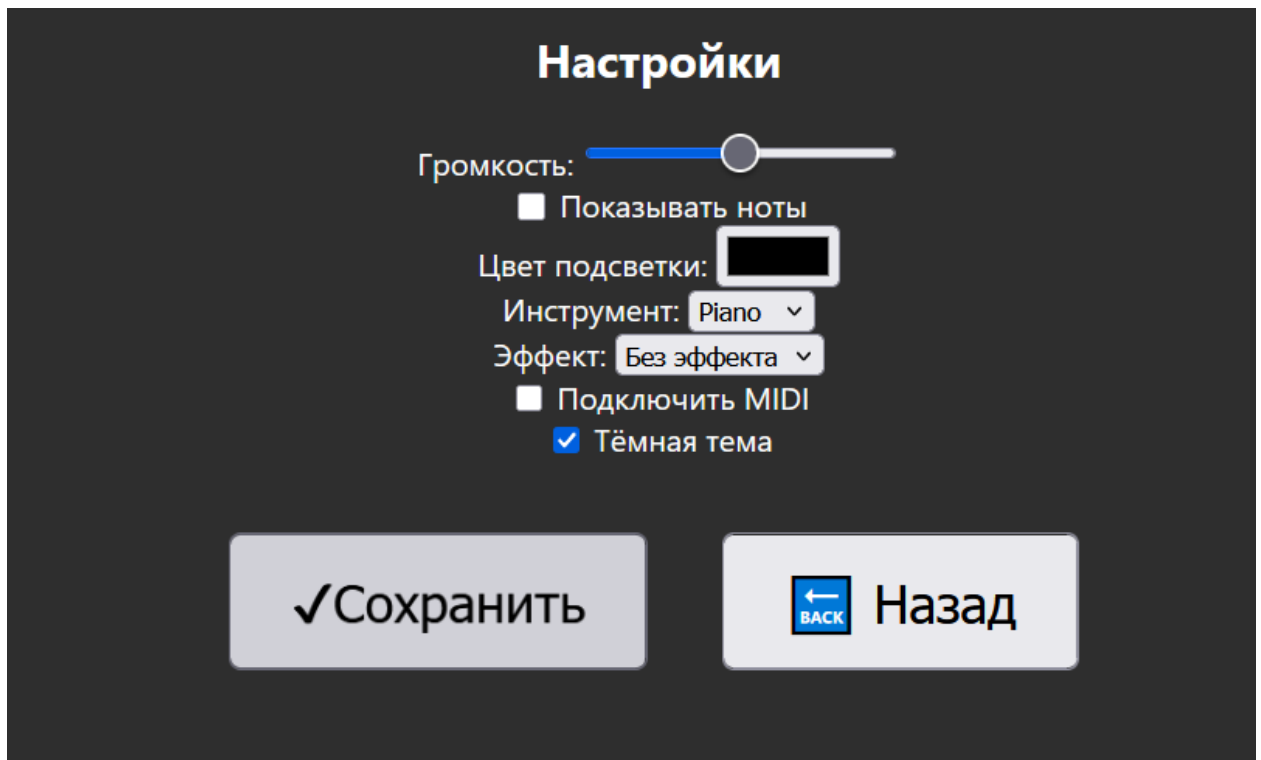 Настройки
Громкость:
Показывать ноты
Цвет подсветки:
Инструмент: Piano
Эффект: Без эффекта
Подключить MIDI
Тёмная тема
✓Сохранить
BACK Назад